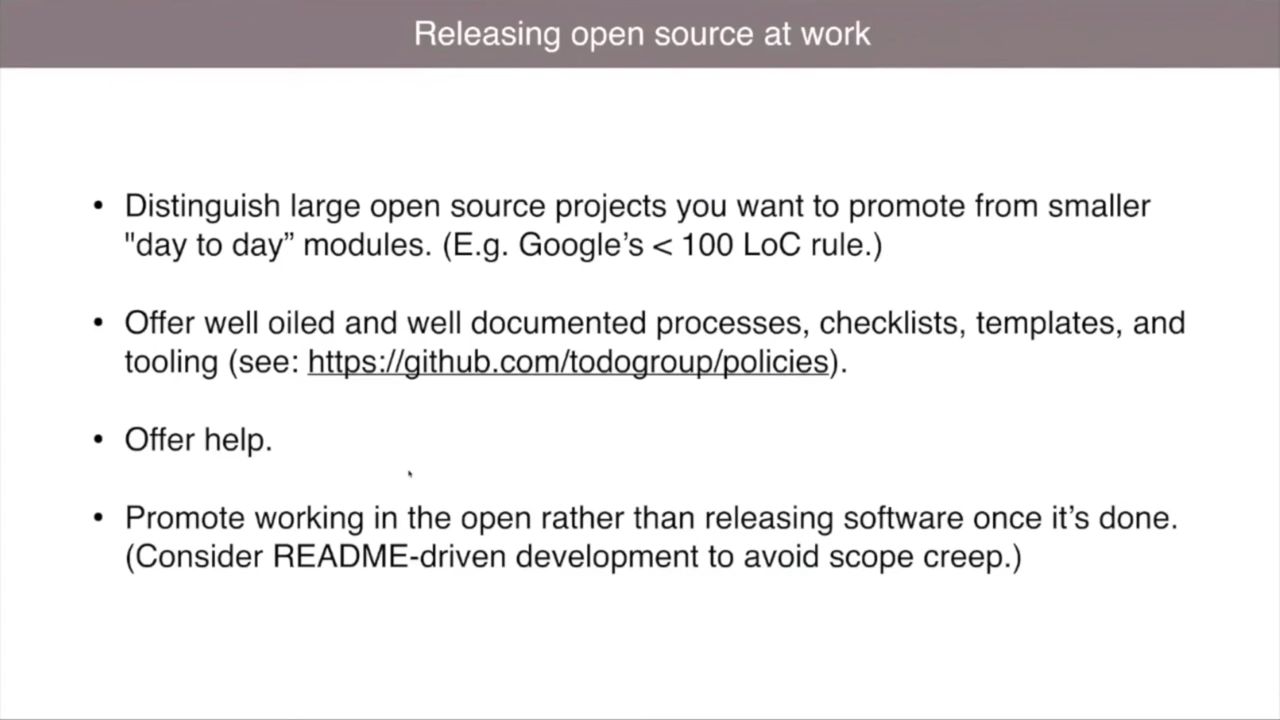 Releasing open source at work
• Distinguish large open source projects you want to promote from smaller
"day to day” modules. (E.g. Google’s < 100 LoC rule.)
• Offer well oiled and well documented processes, checklists, templates, and
tooling (see: https://github.com/todogroup/policies).
• Offer help.
• Promote working in the open rather than releasing software once it’s done.
(Consider README-driven development to avoid scope creep.)